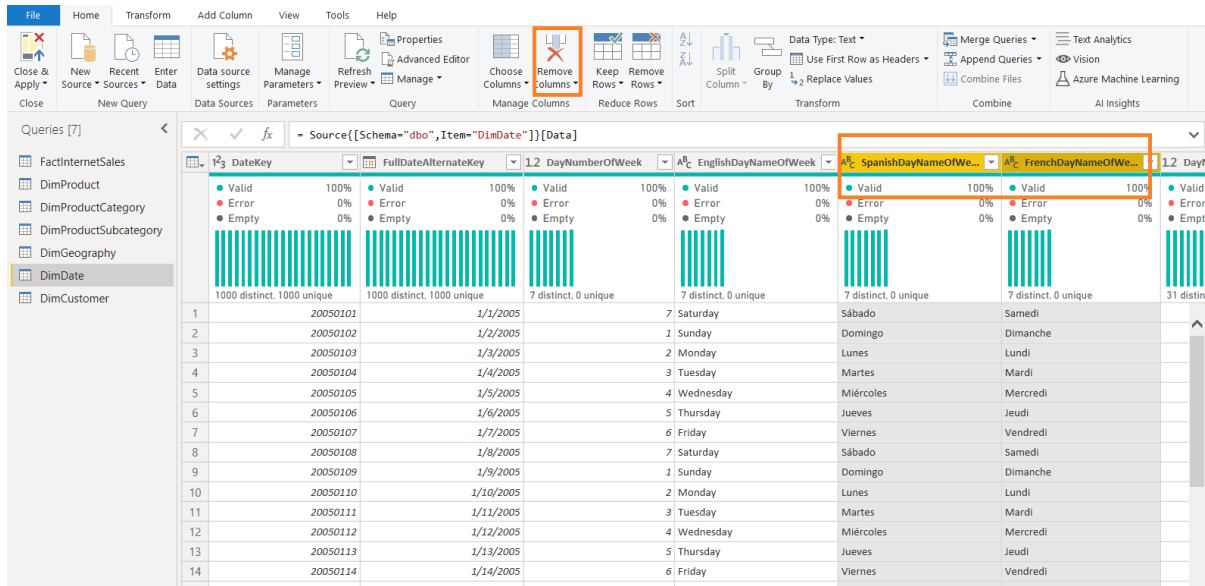 File Home Transform Add Column View Tools Help
Close & Apply New Source Recent Sources Enter Data Data source settings Manage Parameters Refresh Preview Properties Advanced Editor Manage Choose Columns Remove Columns Keep Rows Remove Rows Split Column Group By Data Type: Text Use First Row as Headers Replace Values Merge Queries Append Queries Combine Files Text Analytics Vision Azure Machine Learning
Close New Query Data Sources Parameters Query Manage Columns Reduce Rows Sort Transform Combine AI Insights
Queries [7]
FactInternetSales
DimProduct
DimProductCategory
DimProductSubcategory
DimGeography
DimDate
DimCustomer
fx = Source{[Schema="dbo",Item="DimDate"]}[Data]
1²3 DateKey FullDateAlternateKey 1.2 DayNumberOfWeek ABC EnglishDayNameOfWeek ABC SpanishDayNameOfWe... ABC FrenchDayNameOfWe... 1.2
Valid 100% Valid 100% Valid 100% Valid 100% Valid 100% Valid 100% Valid
Error 0% Error 0% Error 0% Error 0% Error 0% Error 0% Error
Empty 0% Empty 0% Empty 0% Empty 0% Empty 0% Empty 0%
1000 distinct, 1000 unique 1000 distinct, 1000 unique 7 distinct, 0 unique 7 distinct, 0 unique 7 distinct, 0 unique 7 distinct, 0 unique 31
1 20050101 1/1/2005 7 Saturday Sábado Samedi
2 20050102 1/2/2005 1 Sunday Domingo Dimanche
3 20050103 1/3/2005 2 Monday Lunes Lundi
4 20050104 1/4/2005 3 Tuesday Martes Mardi
5 20050105 1/5/2005 4 Wednesday Miércoles Mercredi
6 20050106 1/6/2005 5 Thursday Jueves Jeudi
7 20050107 1/7/2005 6 Friday Viernes Vendredi
8 20050108 1/8/2005 7 Saturday Sábado Samedi
9 20050109 1/9/2005 1 Sunday Domingo Dimanche
10 20050110 1/10/2005 2 Monday Lunes Lundi
11 20050111 1/11/2005 3 Tuesday Martes Mardi
12 20050112 1/12/2005 4 Wednesday Miércoles Mercredi
13 20050113 1/13/2005 5 Thursday Jueves Jeudi
14 20050114 1/14/2005 6 Friday Viernes Vendredi